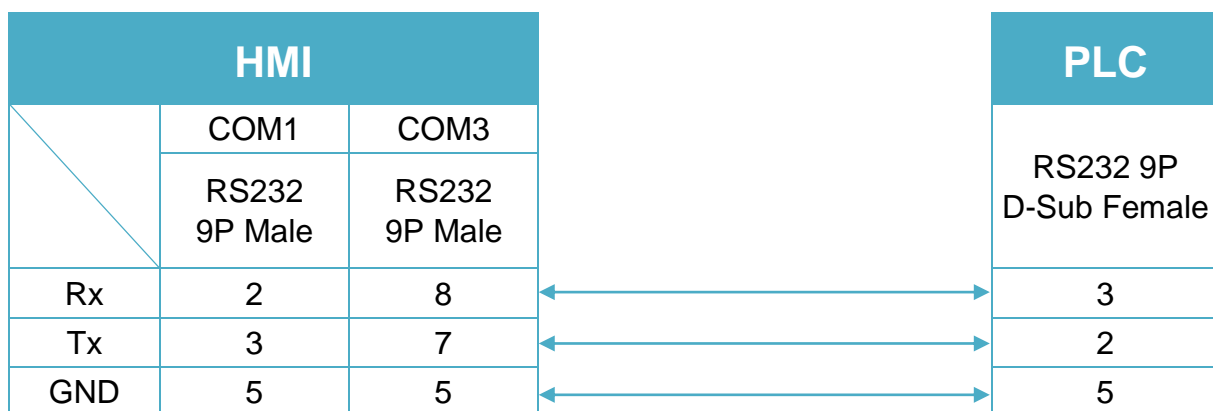 HMI
PLC
COM1 COM3
RS232
9P Male
RS232
9P Male
RS232 9P
D-Sub Female
Rx 2 8 3
Tx 3 7 2
GND 5 5 5